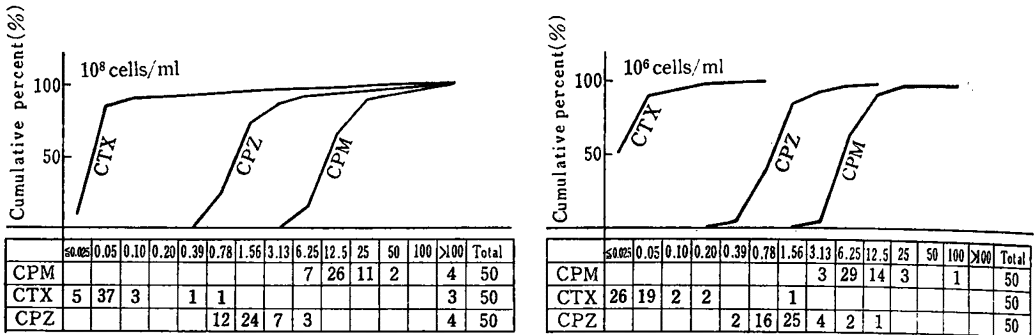 Cumulative percent(%)
100
50
10⁸ cells/ml
CTX
CPZ
CPM
≤0.025 0.05 0.10 0.20 0.39 0.78 1.56 3.13 6.25 12.5 25 50 100 >100 Total
CPM 7 26 11 2 4 50
CTX 5 37 3 1 1 3 50
CPZ 12 24 7 3 4 50
Cumulative percent(%)
100
50
10⁶ cells/ml
CTX
CPZ
CPM
≤0.025 0.05 0.10 0.20 0.39 0.78 1.56 3.13 6.25 12.5 25 50 100 >100 Total
CPM 3 29 14 3 1 50
CTX 26 19 2 2 1 50
CPZ 2 16 25 4 2 1 50